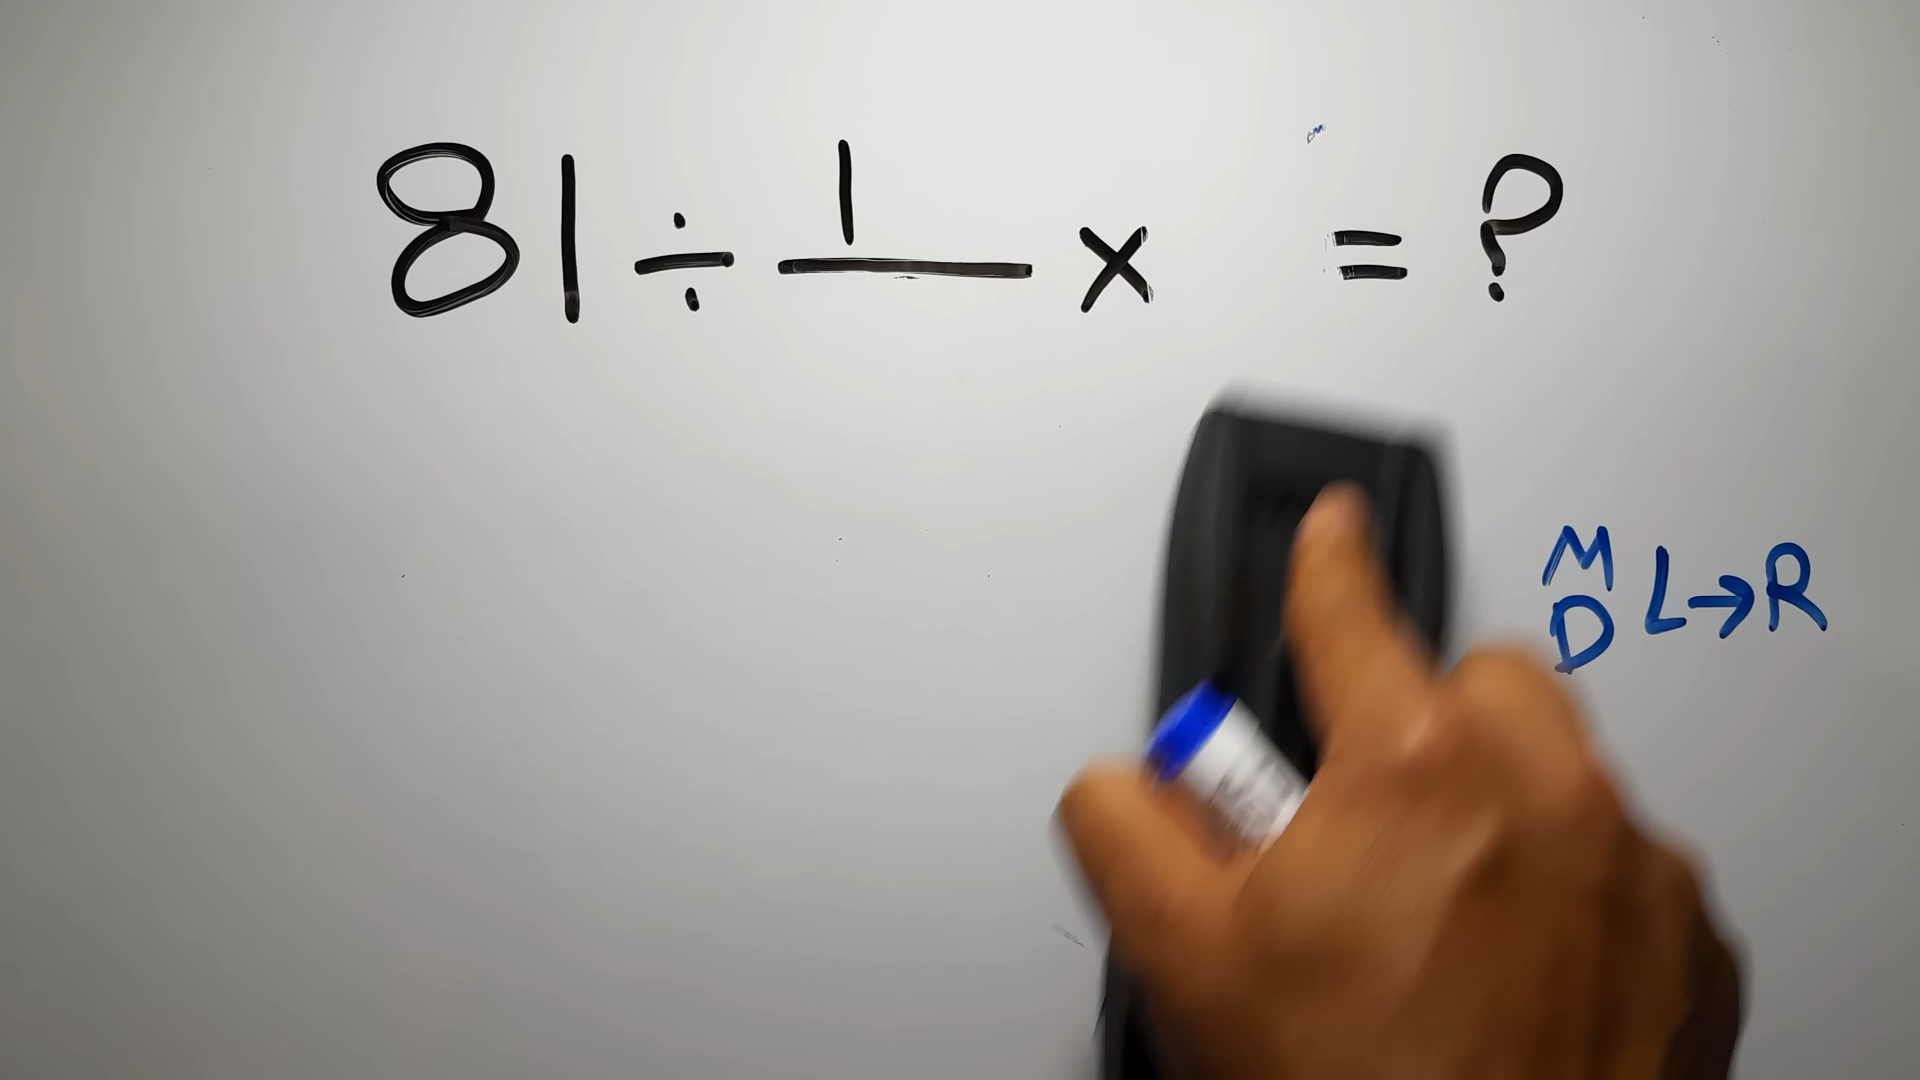 81 ÷ 1/ × = ?
M
D L→R